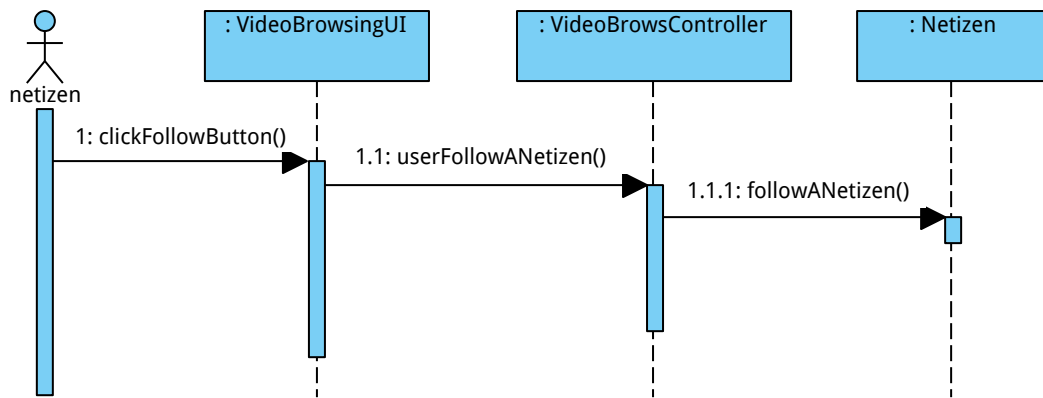 : VideoBrowsingUI
: VideoBrowsController
: Netizen
netizen
1: clickFollowButton()
1.1: userFollowANetizen()
1.1.1: followANetizen()